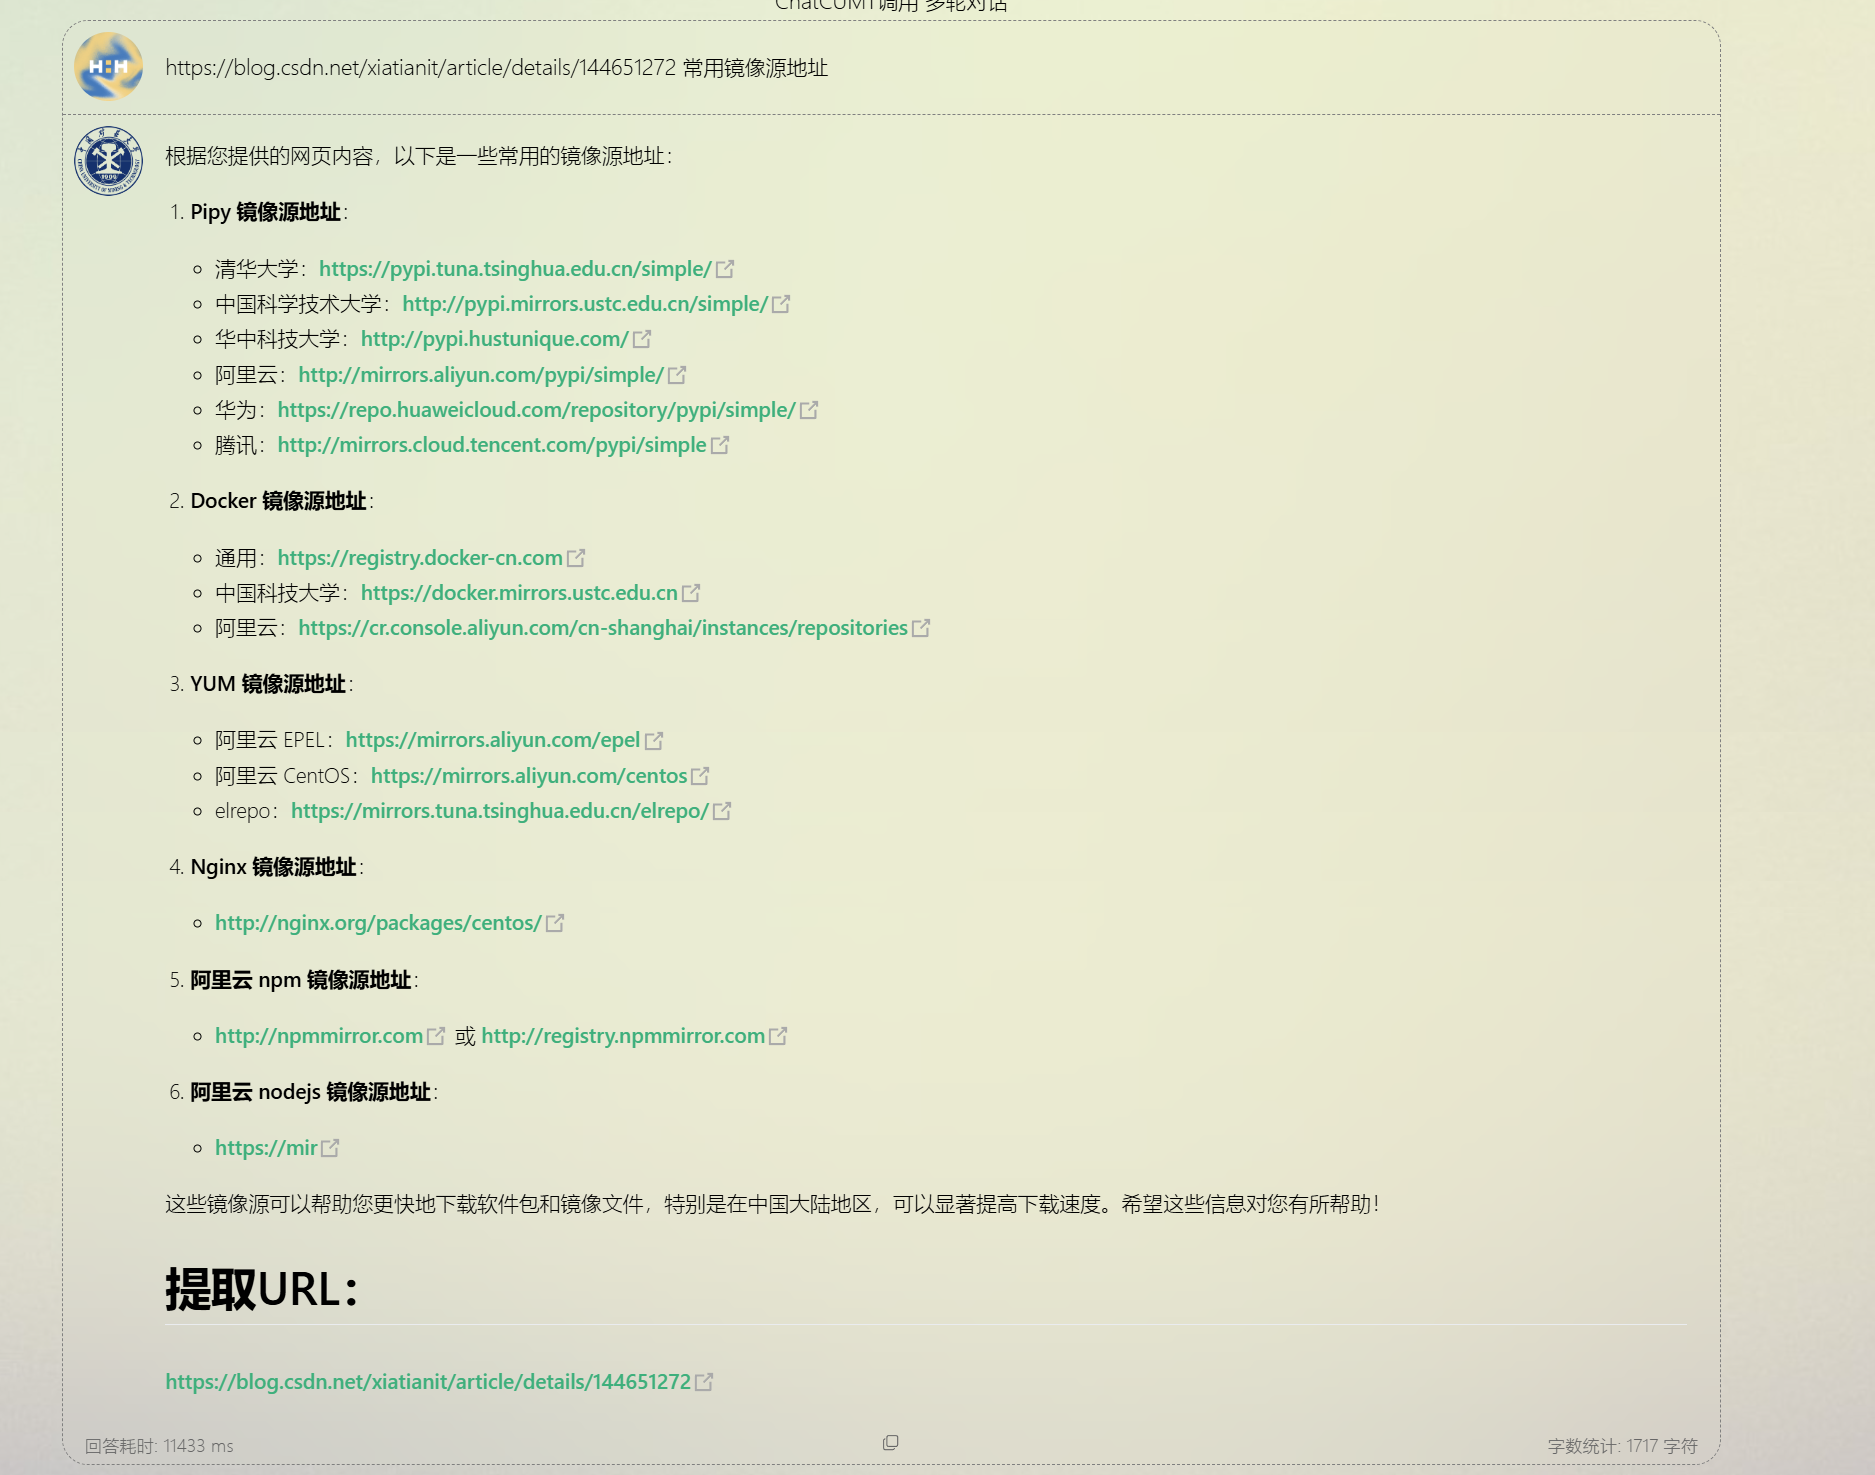 ChatCUMT调用 多轮对话
H:H
https://blog.csdn.net/xiatianit/article/details/144651272 常用镜像源地址
1909
根据您提供的网页内容，以下是一些常用的镜像源地址：
1. Pipy 镜像源地址：
清华大学：https://pypi.tuna.tsinghua.edu.cn/simple/
中国科学技术大学：http://pypi.mirrors.ustc.edu.cn/simple/
华中科技大学：http://pypi.hustunique.com/
阿里云：http://mirrors.aliyun.com/pypi/simple/
华为：https://repo.huaweicloud.com/repository/pypi/simple/
腾讯：http://mirrors.cloud.tencent.com/pypi/simple
2. Docker 镜像源地址：
通用：https://registry.docker-cn.com
中国科技大学：https://docker.mirrors.ustc.edu.cn
阿里云：https://cr.console.aliyun.com/cn-shanghai/instances/repositories
3. YUM 镜像源地址：
阿里云 EPEL：https://mirrors.aliyun.com/epel
阿里云 CentOS：https://mirrors.aliyun.com/centos
elrepo：https://mirrors.tuna.tsinghua.edu.cn/elrepo/
4. Nginx 镜像源地址：
http://nginx.org/packages/centos/
5. 阿里云 npm 镜像源地址：
http://npmmirror.com 或 http://registry.npmmirror.com
6. 阿里云 nodejs 镜像源地址：
https://mir
这些镜像源可以帮助您更快地下载软件包和镜像文件，特别是在中国大陆地区，可以显著提高下载速度。希望这些信息对您有所帮助！
提取URL：
https://blog.csdn.net/xiatianit/article/details/144651272
回答耗时: 11433 ms
字数统计: 1717 字符